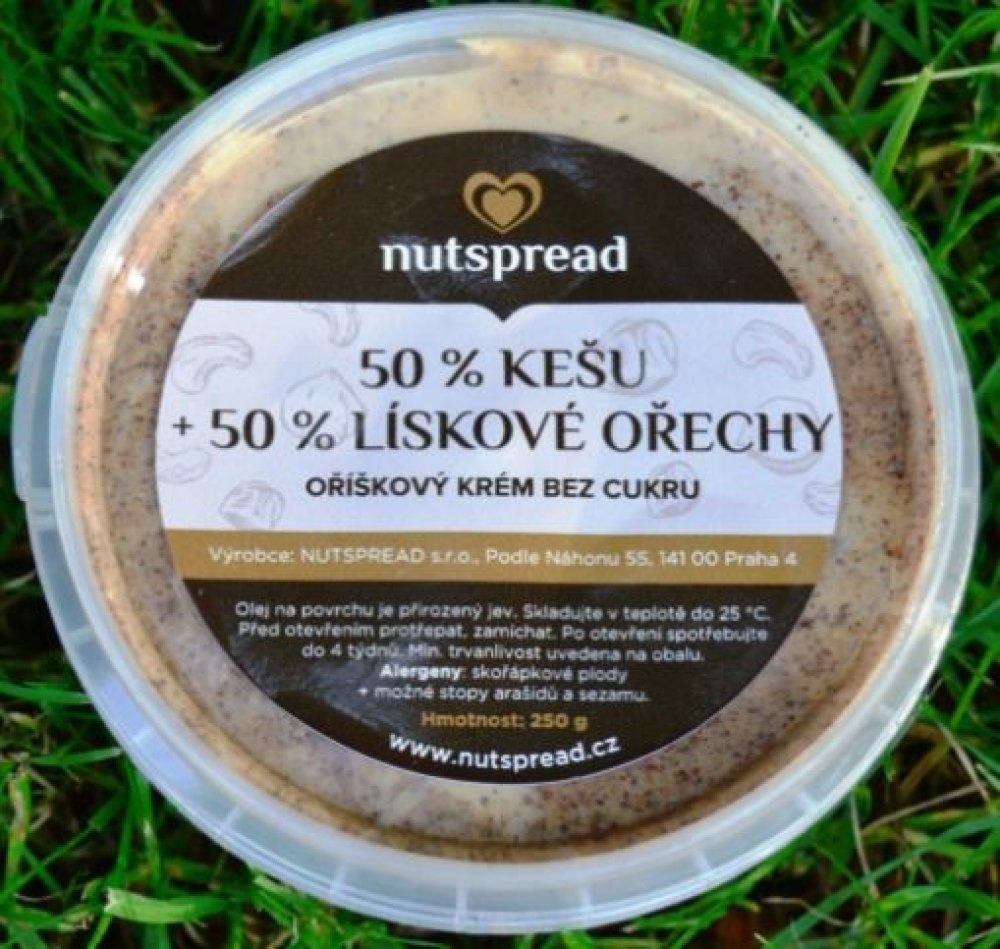 nutspread
50 % KEŠU
+ 50 % LÍSKOVÉ OŘECHY
OŘÍŠKOVÝ KRÉM BEZ CUKRU
Výrobce: NUTSPREAD s.r.o., Podle Náhonu 55, 141 00 Praha 4
Olej na povrchu je přirozený jev. Skladujte v teplotě do 25 °C.
Před otevřením protřepat, zamíchat. Po otevření spotřebujte
do 4 týdnů. Min. trvanlivost uvedena na obalu.
Alergeny: skořápkové plody
+ možné stopy arašídů a sezamu.
Hmotnost: 250 g
www.nutspread.cz